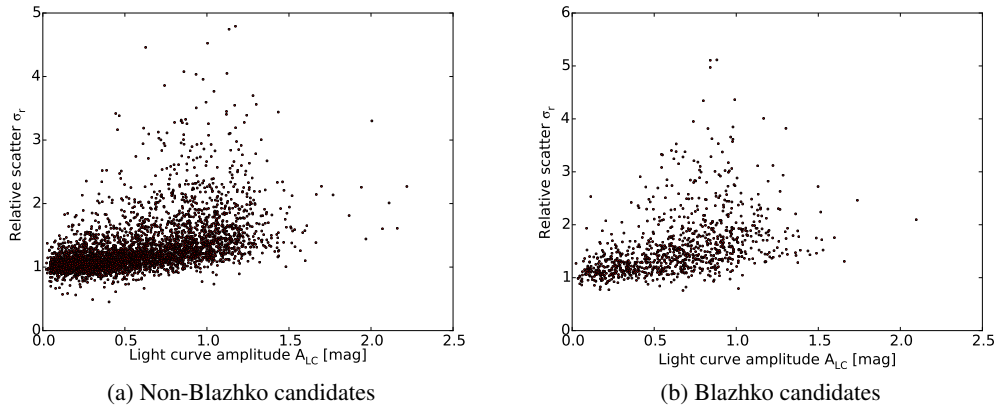 5
4
3
2
1
0
0.0 0.5 1.0 1.5 2.0 2.5
Relative scatter σr
Light curve amplitude ALC [mag]
(a) Non-Blazhko candidates
6
5
4
3
2
1
0
0.0 0.5 1.0 1.5 2.0 2.5
Relative scatter σr
Light curve amplitude ALC [mag]
(b) Blazhko candidates